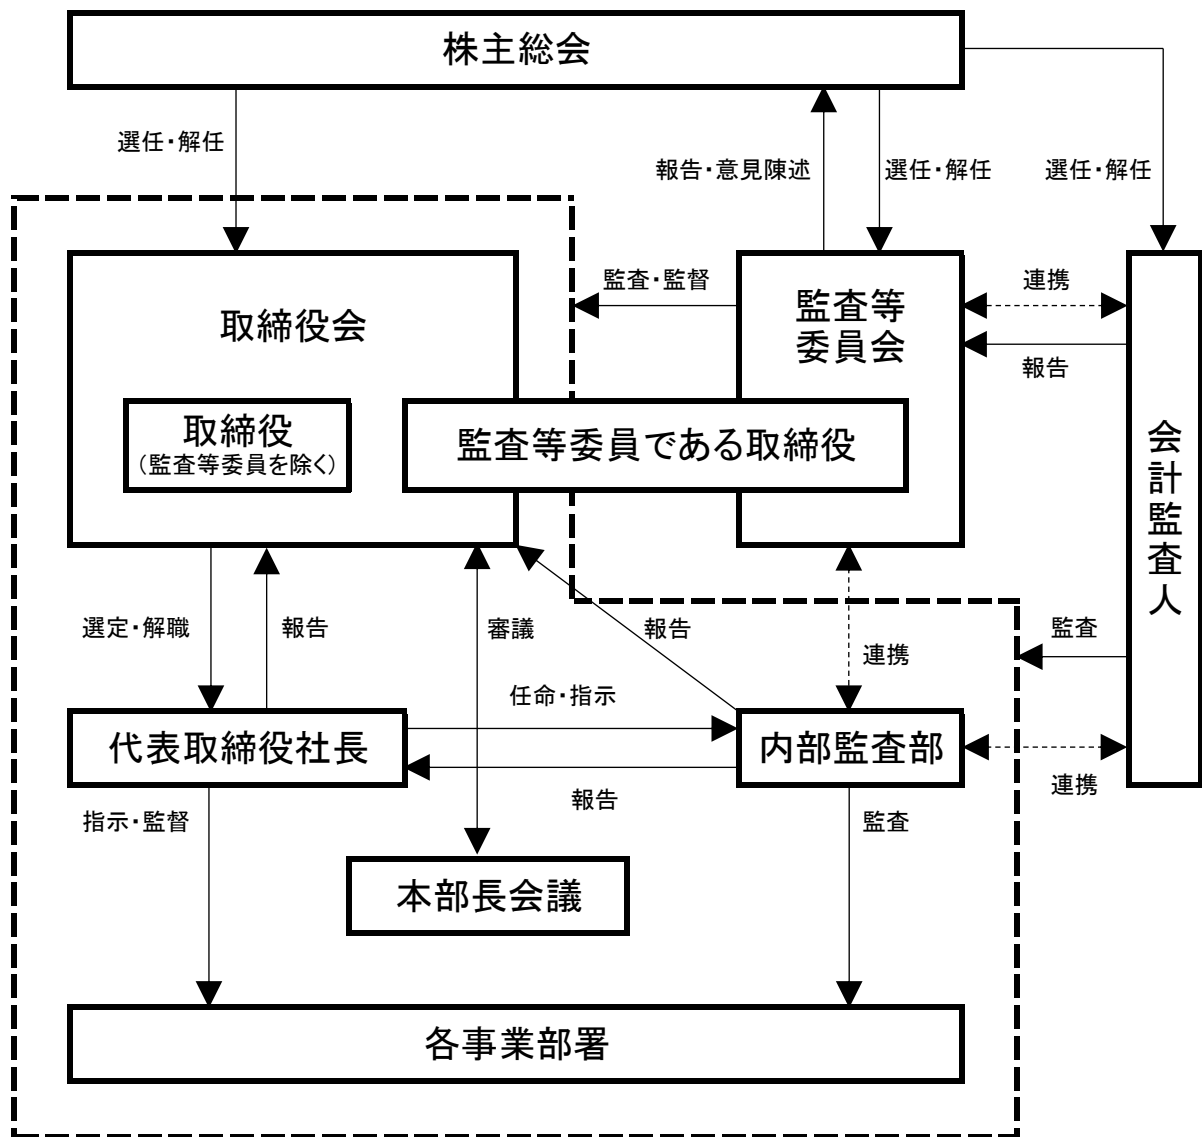 株主総会
選任・解任
報告・意見陳述
選任・解任
選任・解任
取締役会
監査・監督
監査等
委員会
連携
報告
取締役
(監査等委員を除く)
監査等委員である取締役
会計監査人
選定・解職
報告
審議
報告
連携
監査
任命・指示
代表取締役社長
内部監査部
報告
連携
指示・監督
監査
本部長会議
各事業部署